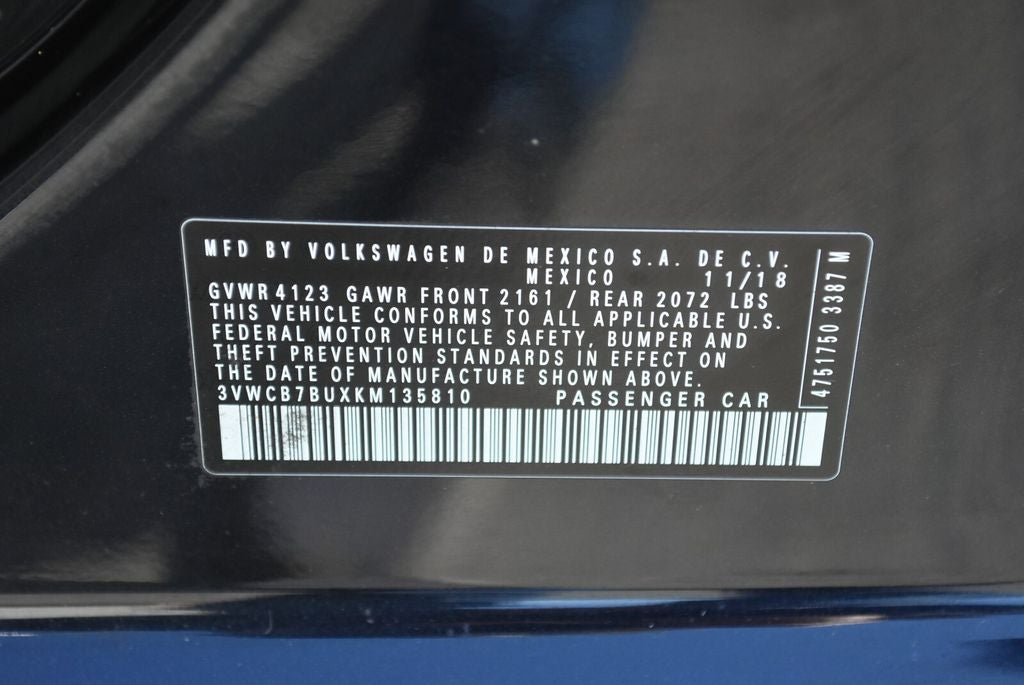 MFD BY VOLKSWAGEN DE MEXICO S.A. DE C.V.
MEXICO 11/18
GVWR 4123 GAWR FRONT 2161 / REAR 2072 LBS
THIS VEHICLE CONFORMS TO ALL APPLICABLE U.S.
FEDERAL MOTOR VEHICLE SAFETY, BUMPER AND
THEFT PREVENTION STANDARDS IN EFFECT ON
THE DATE OF MANUFACTURE SHOWN ABOVE.
3VWCB7BUXKM135810 PASSENGER CAR
4751750 3387 M